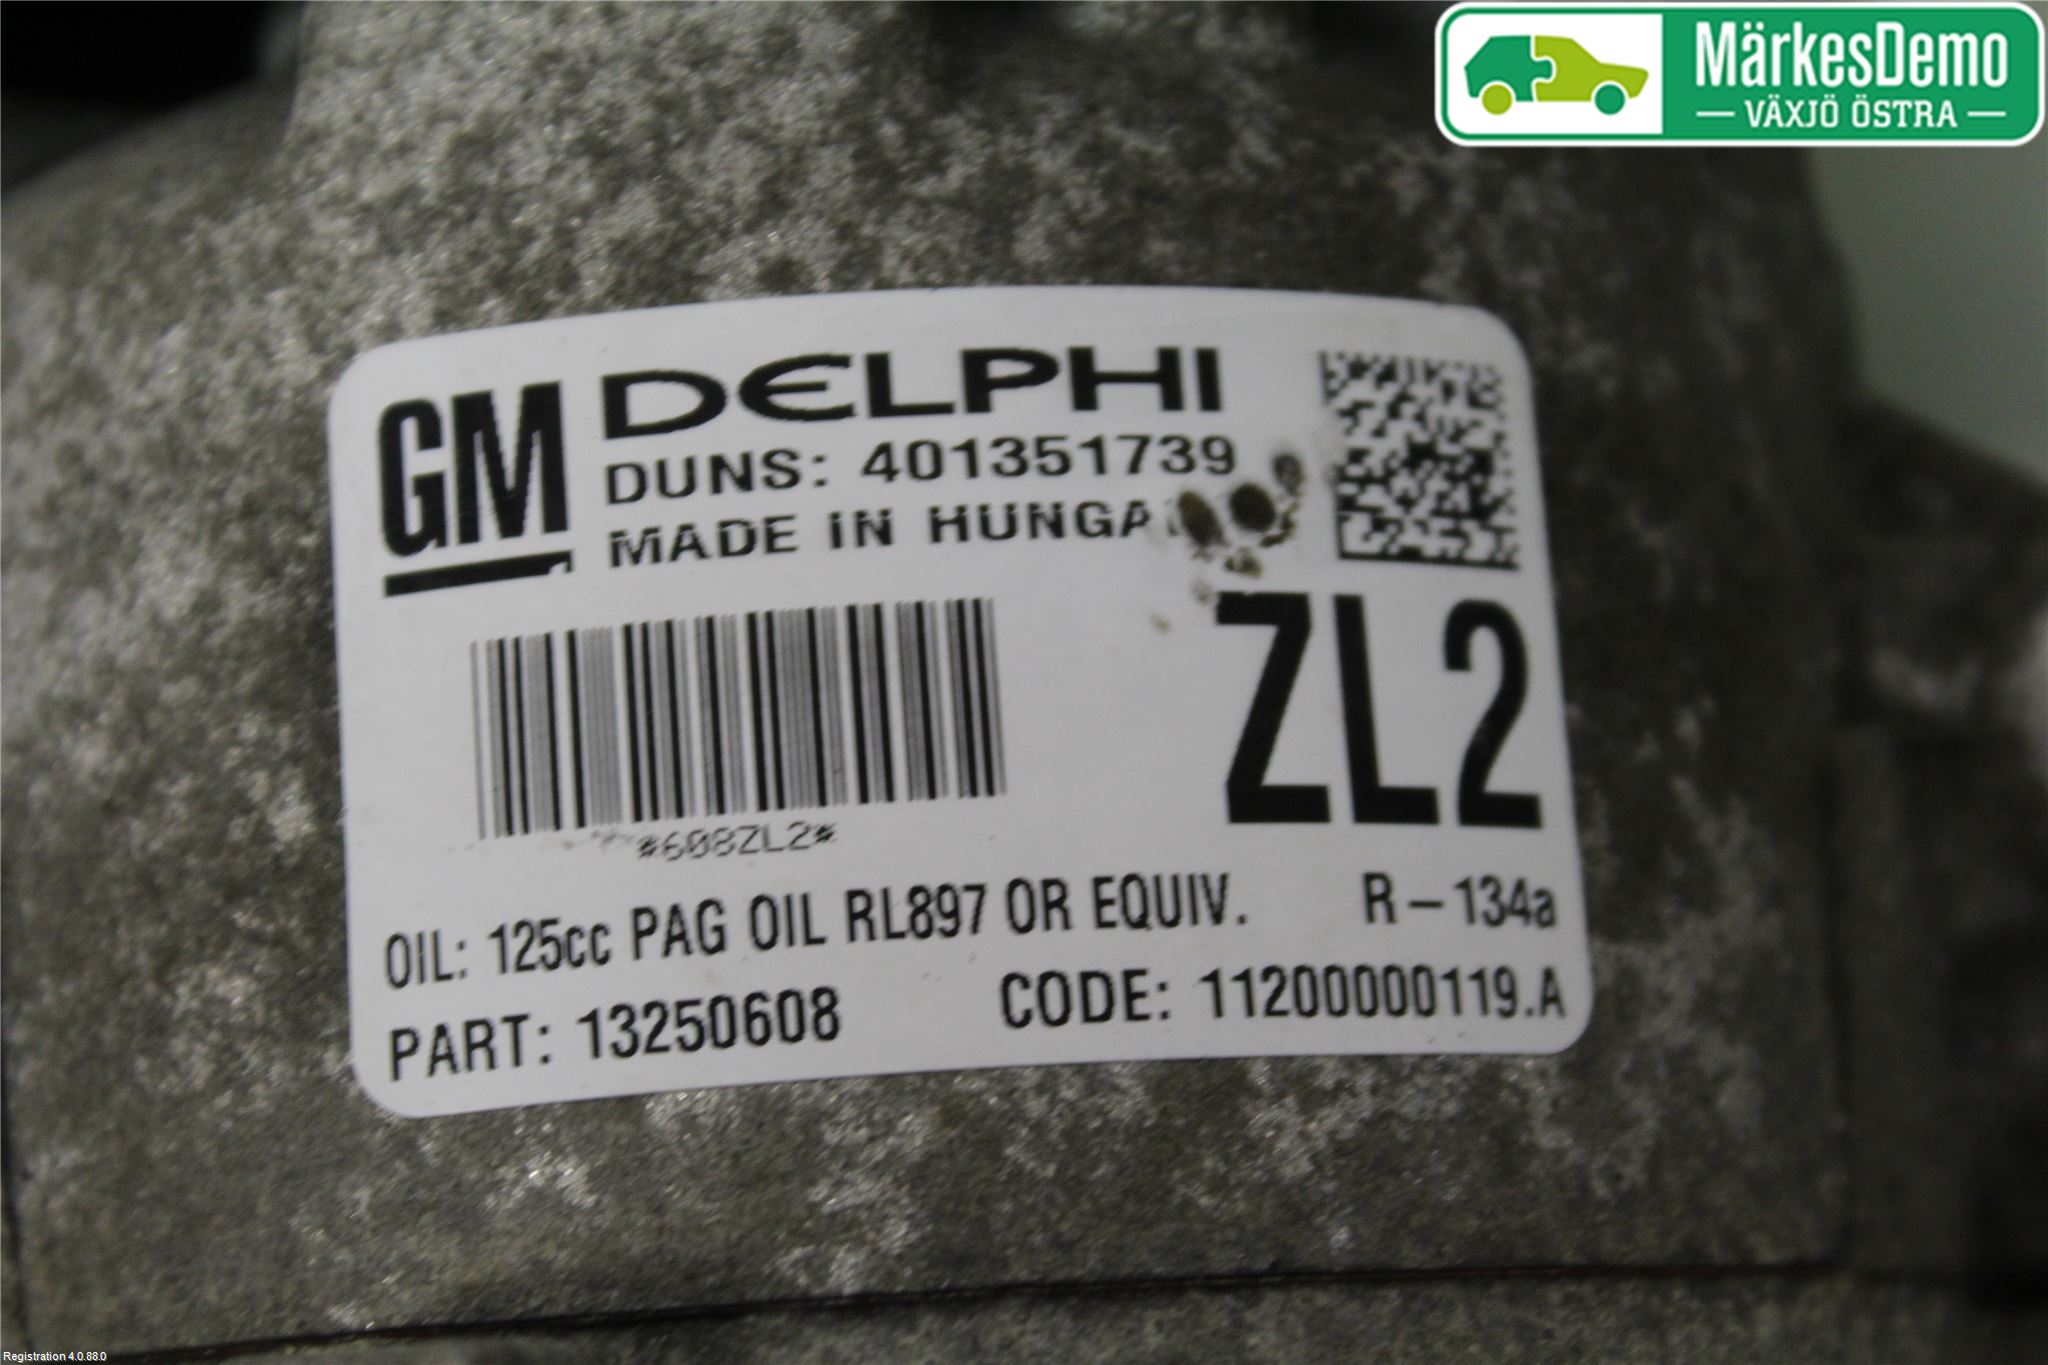 MärkesDemo
VÄXJÖ ÖSTRA
GM DELPHI
DUNS: 401351739
MADE IN
ZL2
*608ZL2*
OIL: 125cc PAG OIL RL897 OR EQUIV. R-134a
PART: 13250608 CODE: 11200000119.A
Registration 4.0.88.0